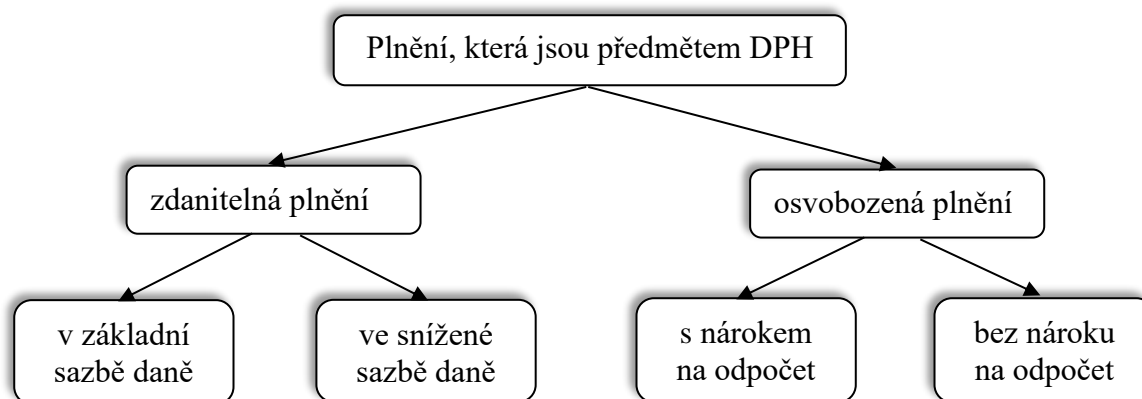 Plnění, která jsou předmětem DPH
zdanitelná plnění
osvobozená plnění
v základní
sazbě daně
ve snížené
sazbě daně
s nárokem
na odpočet
bez nároku
na odpočet